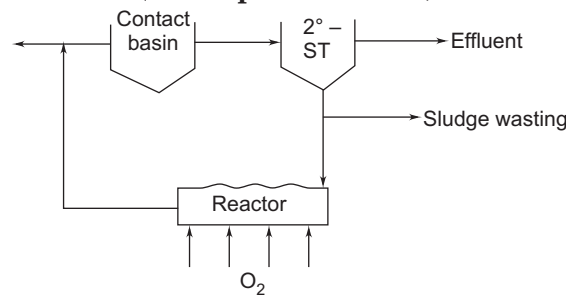 Contact
basin
2° –
ST
Effluent
Sludge wasting
Reactor
O₂